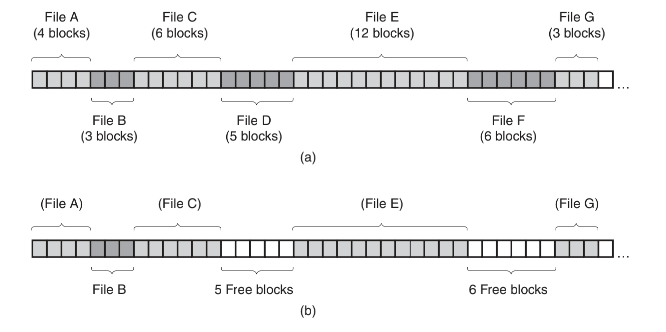 File A
(4 blocks)
File C
(6 blocks)
File E
(12 blocks)
File G
(3 blocks)
...
File B
(3 blocks)
File D
(5 blocks)
File F
(6 blocks)
(a)
(File A)
(File C)
(File E)
(File G)
...
File B
5 Free blocks
6 Free blocks
(b)